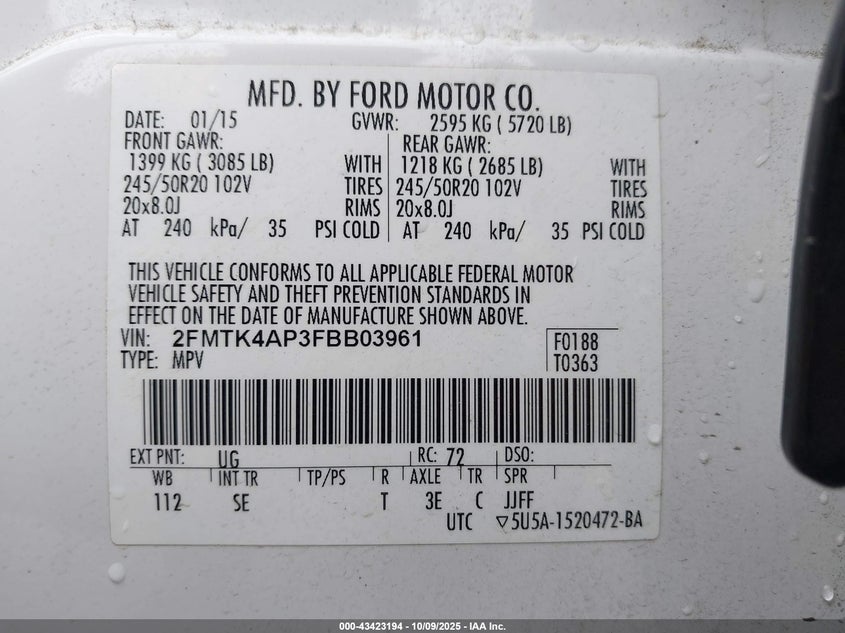 MFD. BY FORD MOTOR CO.
DATE: 01/15 GVWR: 2595 KG ( 5720 LB)
FRONT GAWR: REAR GAWR:
1399 KG ( 3085 LB) WITH 1218 KG ( 2685 LB) WITH
245/50R20 102V TIRES 245/50R20 102V TIRES
20x8.0J RIMS 20x8.0J RIMS
AT 240 kPa/ 35 PSI COLD AT 240 kPa/ 35 PSI COLD
THIS VEHICLE CONFORMS TO ALL APPLICABLE FEDERAL MOTOR
VEHICLE SAFETY AND THEFT PREVENTION STANDARDS IN
EFFECT ON THE DATE OF MANUFACTURE SHOWN ABOVE.
VIN: 2FMTK4AP3FBB03961 F0188
TYPE: MPV T0363
EXT PNT: UG RC: 72 DSO:
WB INT TR TP/PS R AXLE TR SPR
112 SE T 3E C JJFF
UTC ▽5U5A-1520472-BA
000-43423194 - 10/09/2025 - IAA Inc.